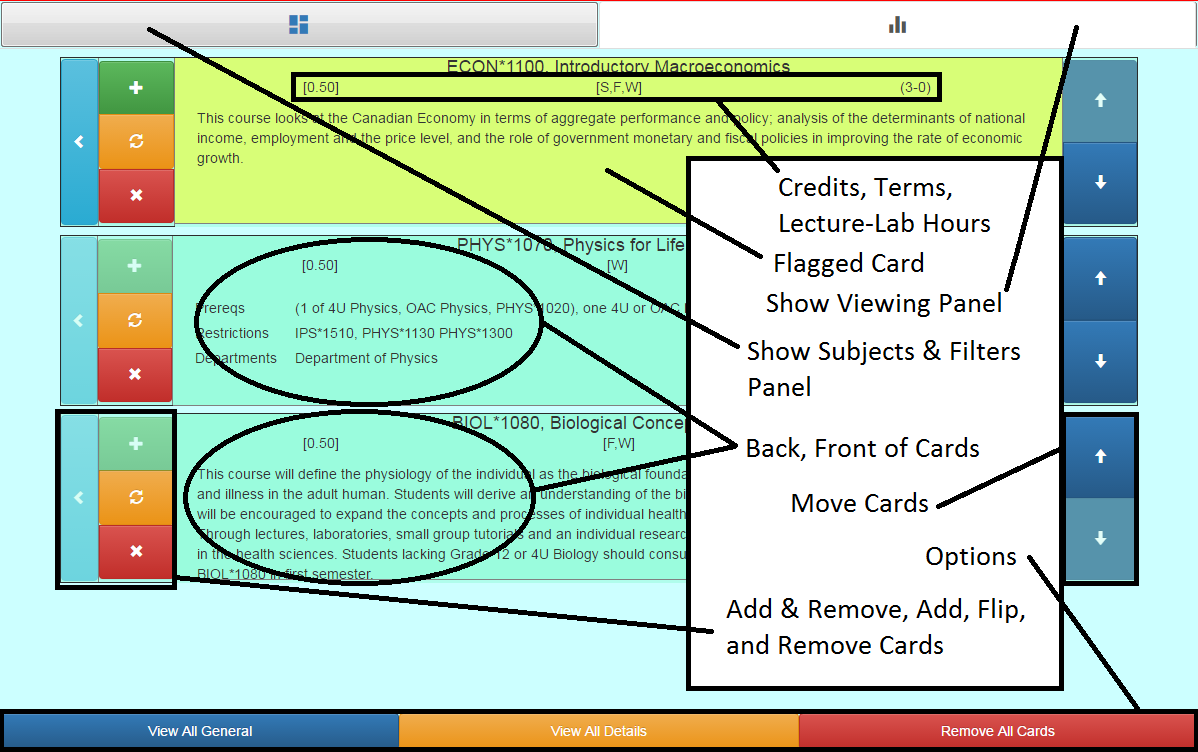 ECON*1100, Introductory Macroeconomics
[0.50] [S,F,W] (3-0)
This course looks at the Canadian Economy in terms of aggregate performance and policy; analysis of the determinants of national
income, employment and the price level, and the role of government monetary and fiscal policies in improving the rate of economic
growth.
Credits, Terms,
Lecture-Lab Hours
Flagged Card
Show Viewing Panel
Show Subjects & Filters
Panel
Back, Front of Cards
Move Cards
Options
Add & Remove, Add, Flip,
and Remove Cards
PHYS*1070, Physics for Life
[0.50] [W]
Prereqs (1 of 4U Physics, OAC Physics, PHYS*1020), one 4U or OAC
Restrictions IPS*1510, PHYS*1130 PHYS*1300
Departments Department of Physics
BIOL*1080, Biological Conce
[0.50] [F,W]
This course will define the physiology of the individual as the biological founda
and illness in the adult human. Students will derive an understanding of the bi
will be encouraged to expand the concepts and processes of individual health
Through lectures, laboratories, small group tutorials and an individual researc
in the health sciences. Students lacking Grade 12 or 4U Biology should consu
BIOL*1080 in first semester.
View All General View All Details Remove All Cards